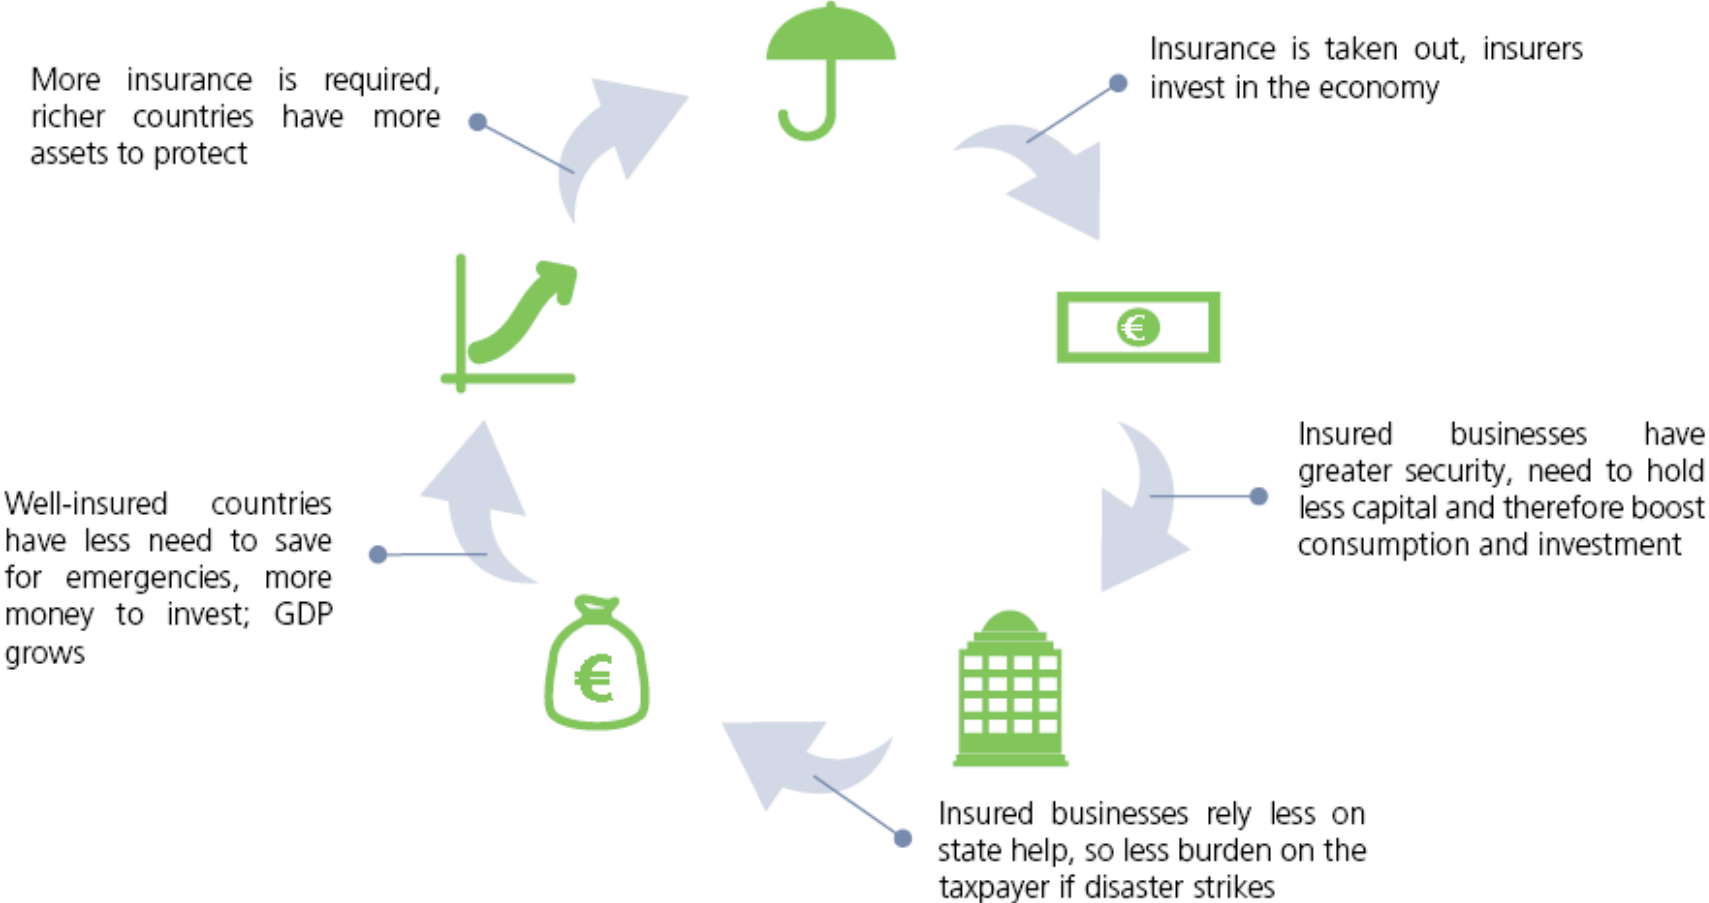 Insurance is taken out, insurers
invest in the economy
€
Insured businesses have
greater security, need to hold
less capital and therefore boost
consumption and investment
Insured businesses rely less on
state help, so less burden on the
taxpayer if disaster strikes
€
Well-insured countries
have less need to save
for emergencies, more
money to invest; GDP
grows
More insurance is required,
richer countries have more
assets to protect